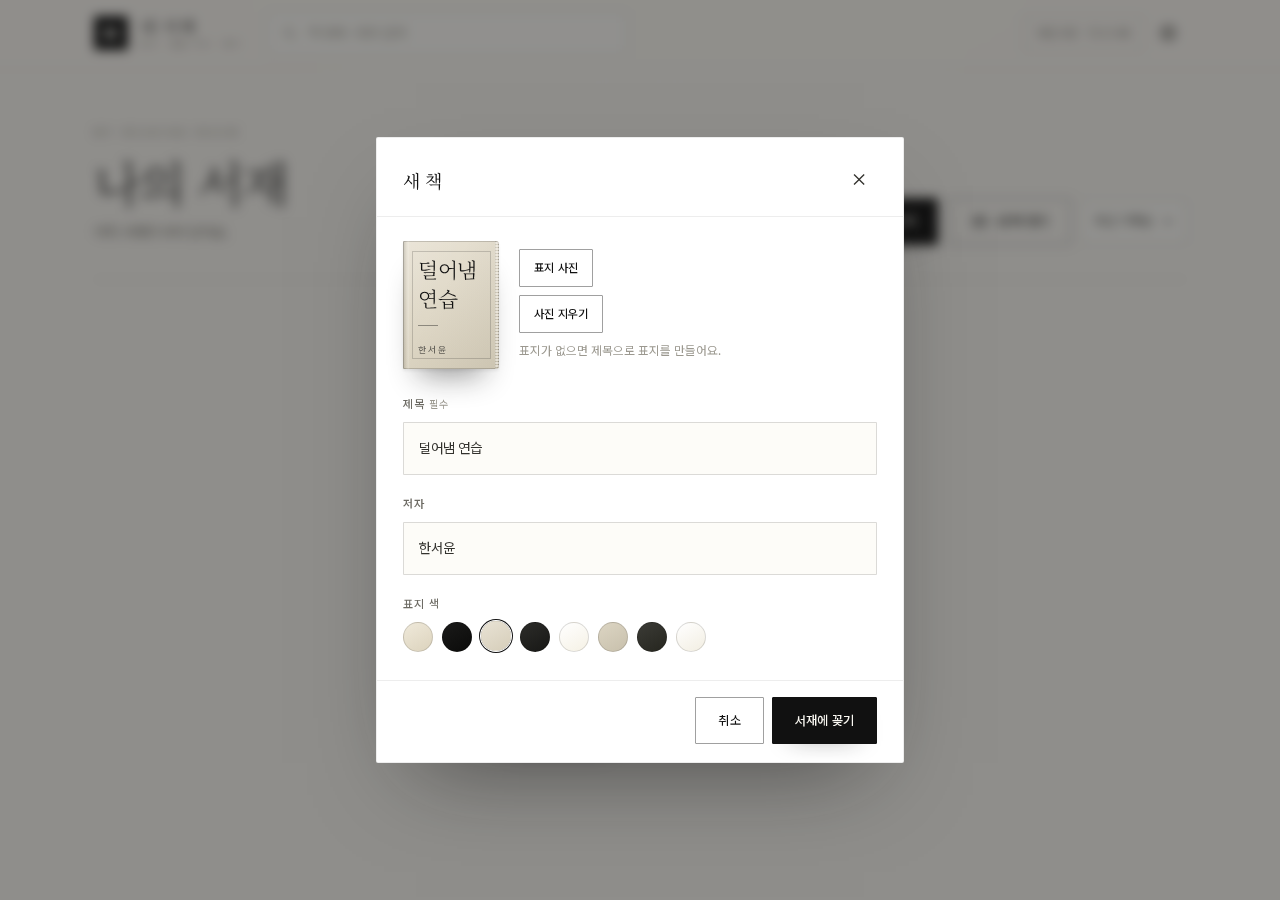 나의 서재
새 책
덜어냄
연습
한서윤
표지 사진
사진 지우기
표지가 없으면 제목으로 표지를 만들어요.
제목 필수
덜어냄 연습
저자
한서윤
표지 색
취소
서재에 꽂기